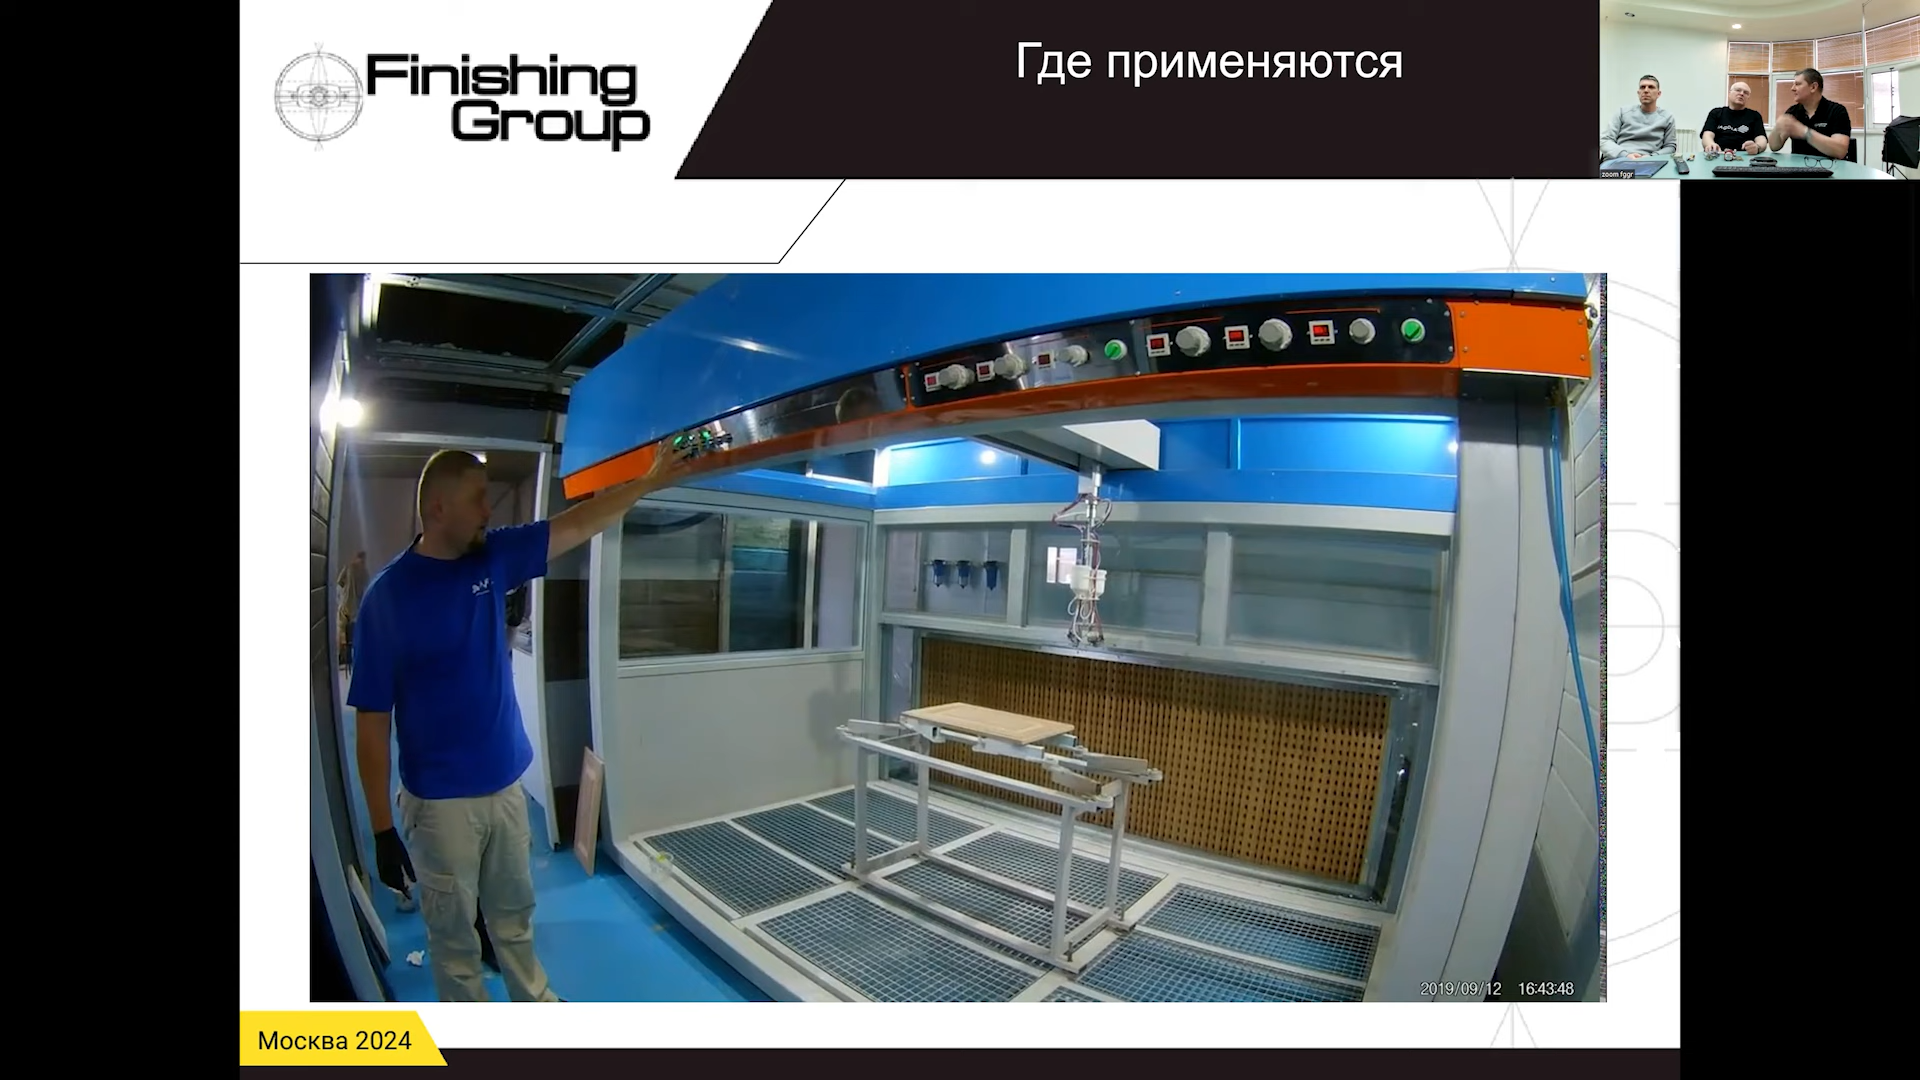 Finishing
Group
Где применяются
zoom fggr
2019/09/12 16:43:48
Москва 2024